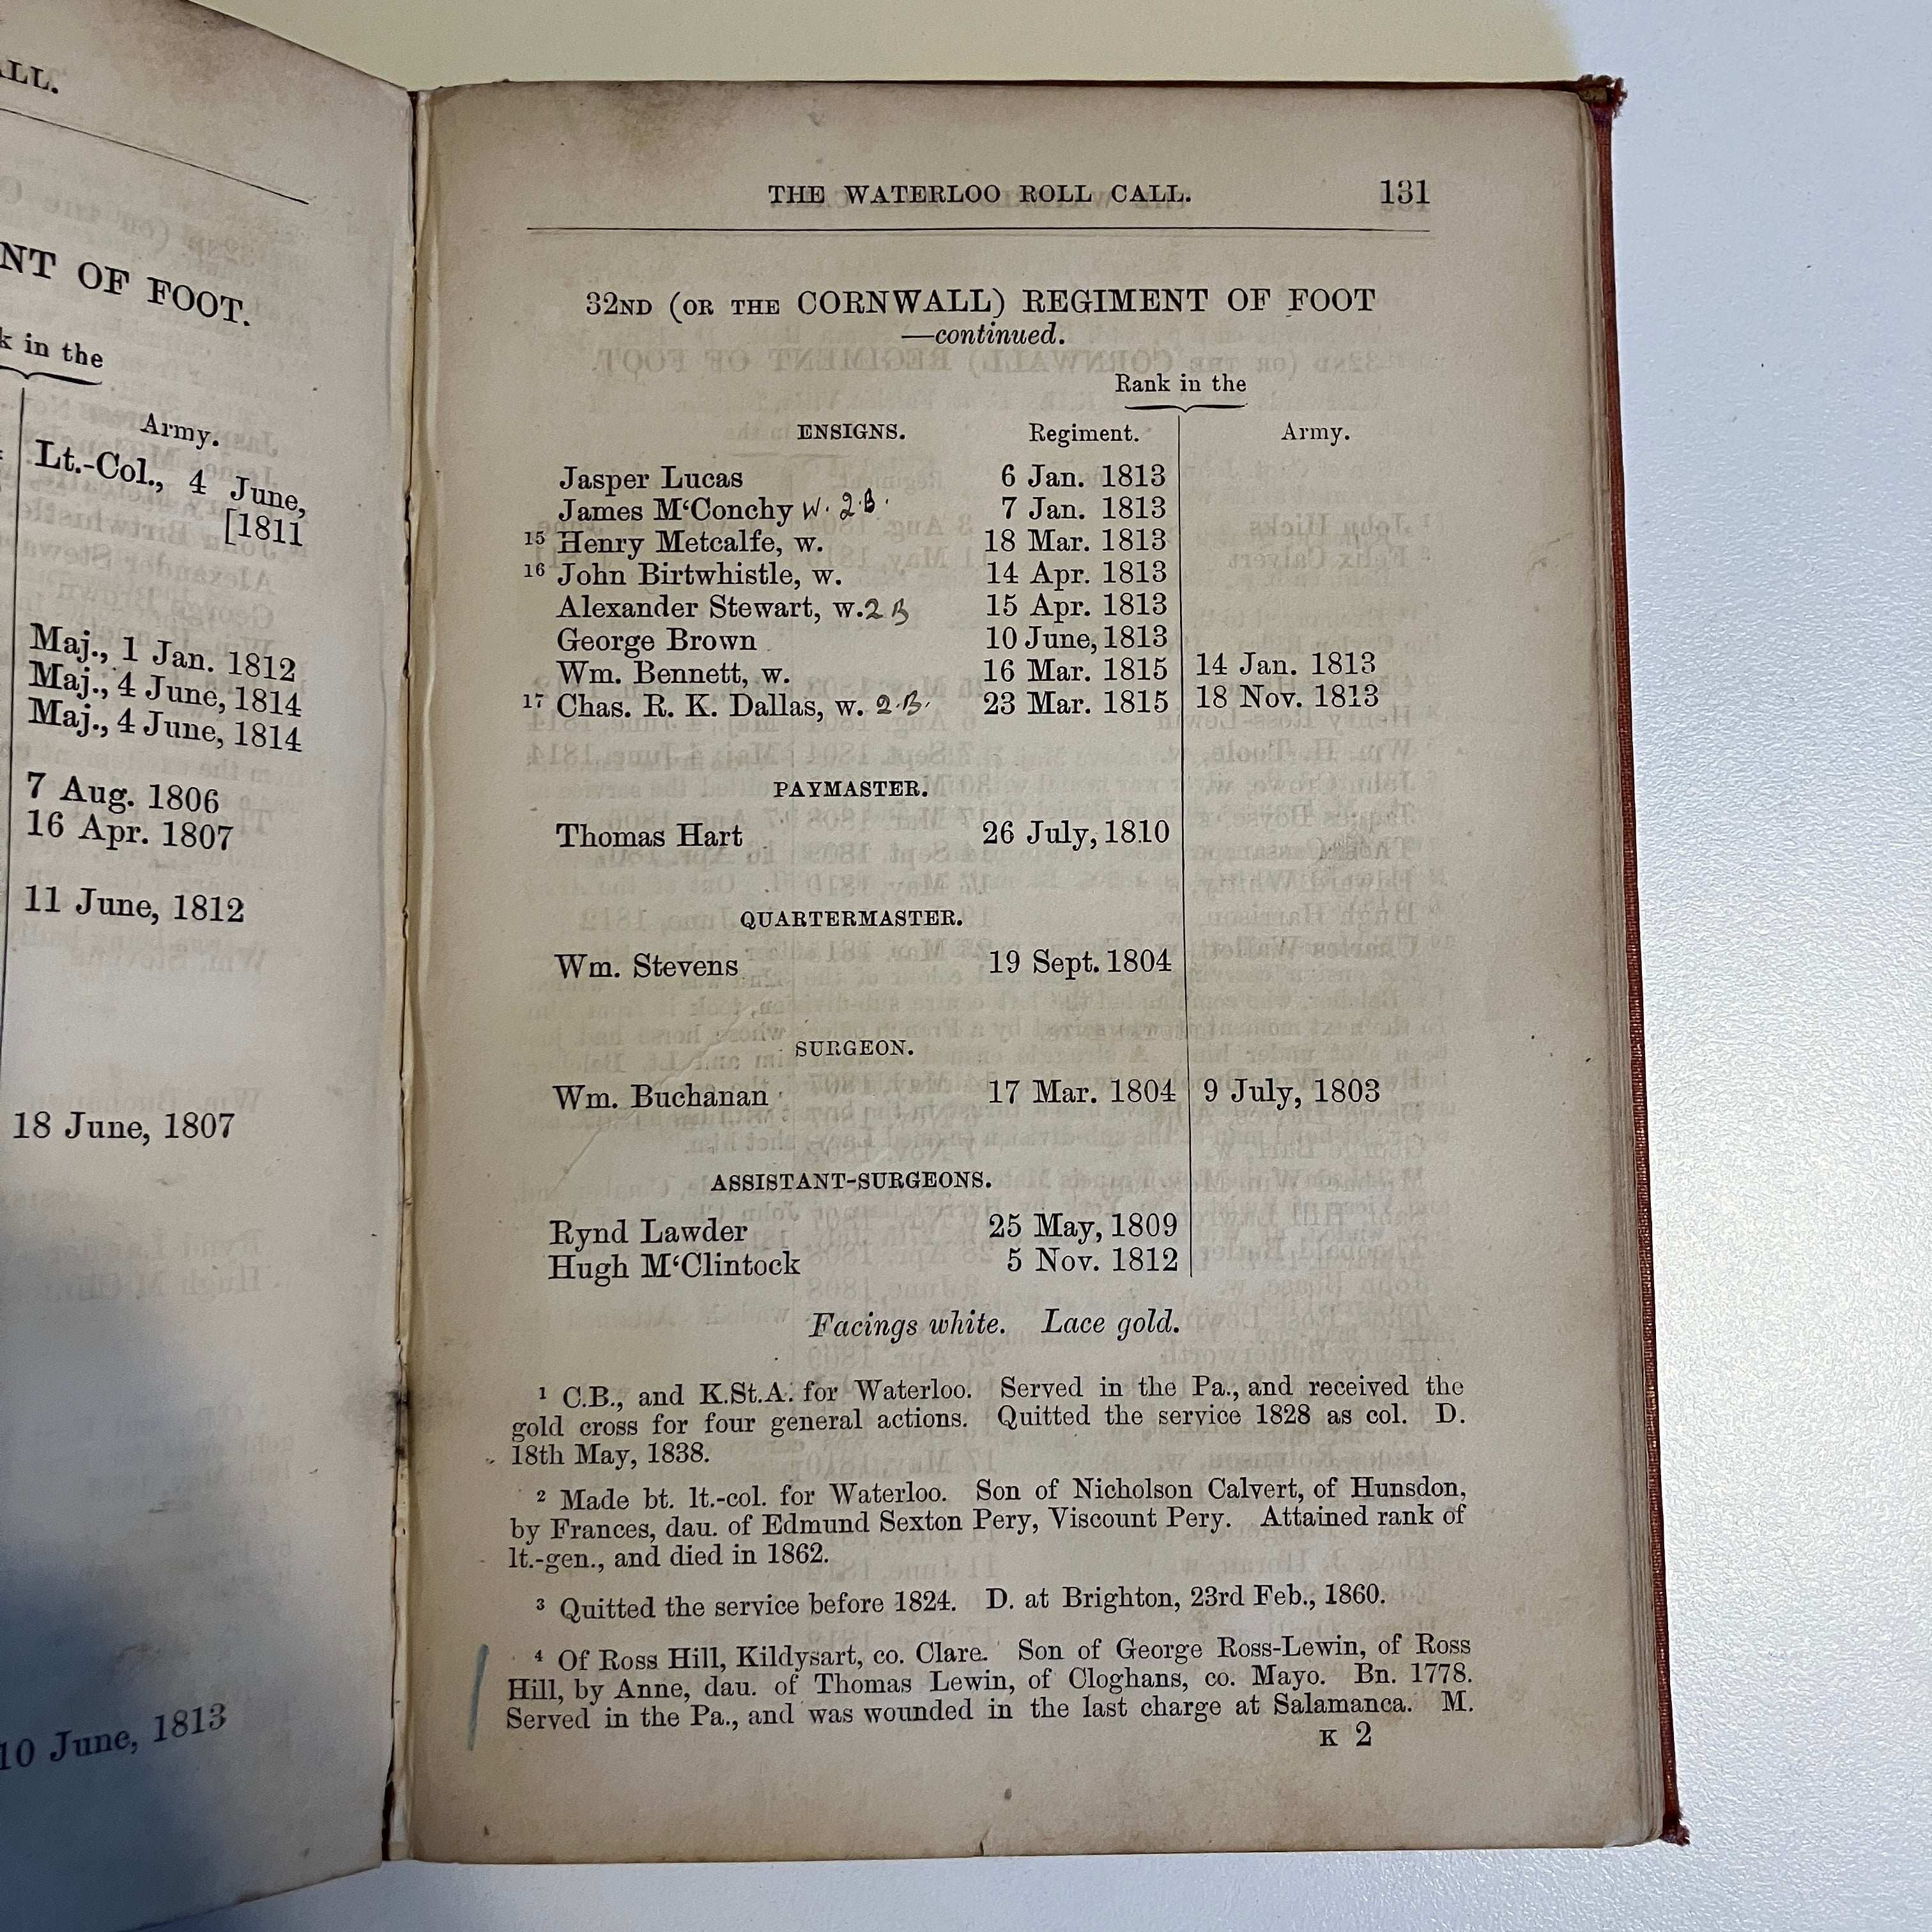 ALL.
NT OF FOOT.
k in the
Army.
Lt.-Col., 4 June,
[1811
Maj., 1 Jan. 1812
Maj., 4 June, 1814
Maj., 4 June, 1814
7 Aug. 1806
16 Apr. 1807
11 June, 1812
18 June, 1807
10 June, 1813
THE WATERLOO ROLL CALL. 131
32ND (OR THE CORNWALL) REGIMENT OF FOOT
—continued.
Rank in the
ENSIGNS. Regiment. Army.
Jasper Lucas 6 Jan. 1813
James M‘Conchy W. 2.B. 7 Jan. 1813
15 Henry Metcalfe, w. 18 Mar. 1813
16 John Birtwhistle, w. 14 Apr. 1813
Alexander Stewart, w. 2 B 15 Apr. 1813
George Brown 10 June, 1813
Wm. Bennett, w. 16 Mar. 1815 14 Jan. 1813
17 Chas. R. K. Dallas, w. 2.B. 23 Mar. 1815 18 Nov. 1813
PAYMASTER.
Thomas Hart 26 July, 1810
QUARTERMASTER.
Wm. Stevens 19 Sept. 1804
SURGEON.
Wm. Buchanan 17 Mar. 1804 9 July, 1803
ASSISTANT-SURGEONS.
Rynd Lawder 25 May, 1809
Hugh M‘Clintock 5 Nov. 1812
Facings white. Lace gold.
1 C.B., and K.St.A. for Waterloo. Served in the Pa., and received the
gold cross for four general actions. Quitted the service 1828 as col. D.
18th May, 1838.
2 Made bt. lt.-col. for Waterloo. Son of Nicholson Calvert, of Hunsdon,
by Frances, dau. of Edmund Sexton Pery, Viscount Pery. Attained rank of
lt.-gen., and died in 1862.
3 Quitted the service before 1824. D. at Brighton, 23rd Feb., 1860.
4 Of Ross Hill, Kildysart, co. Clare. Son of George Ross-Lewin, of Ross
Hill, by Anne, dau. of Thomas Lewin, of Cloghans, co. Mayo. Bn. 1778.
Served in the Pa., and was wounded in the last charge at Salamanca. M.
K 2